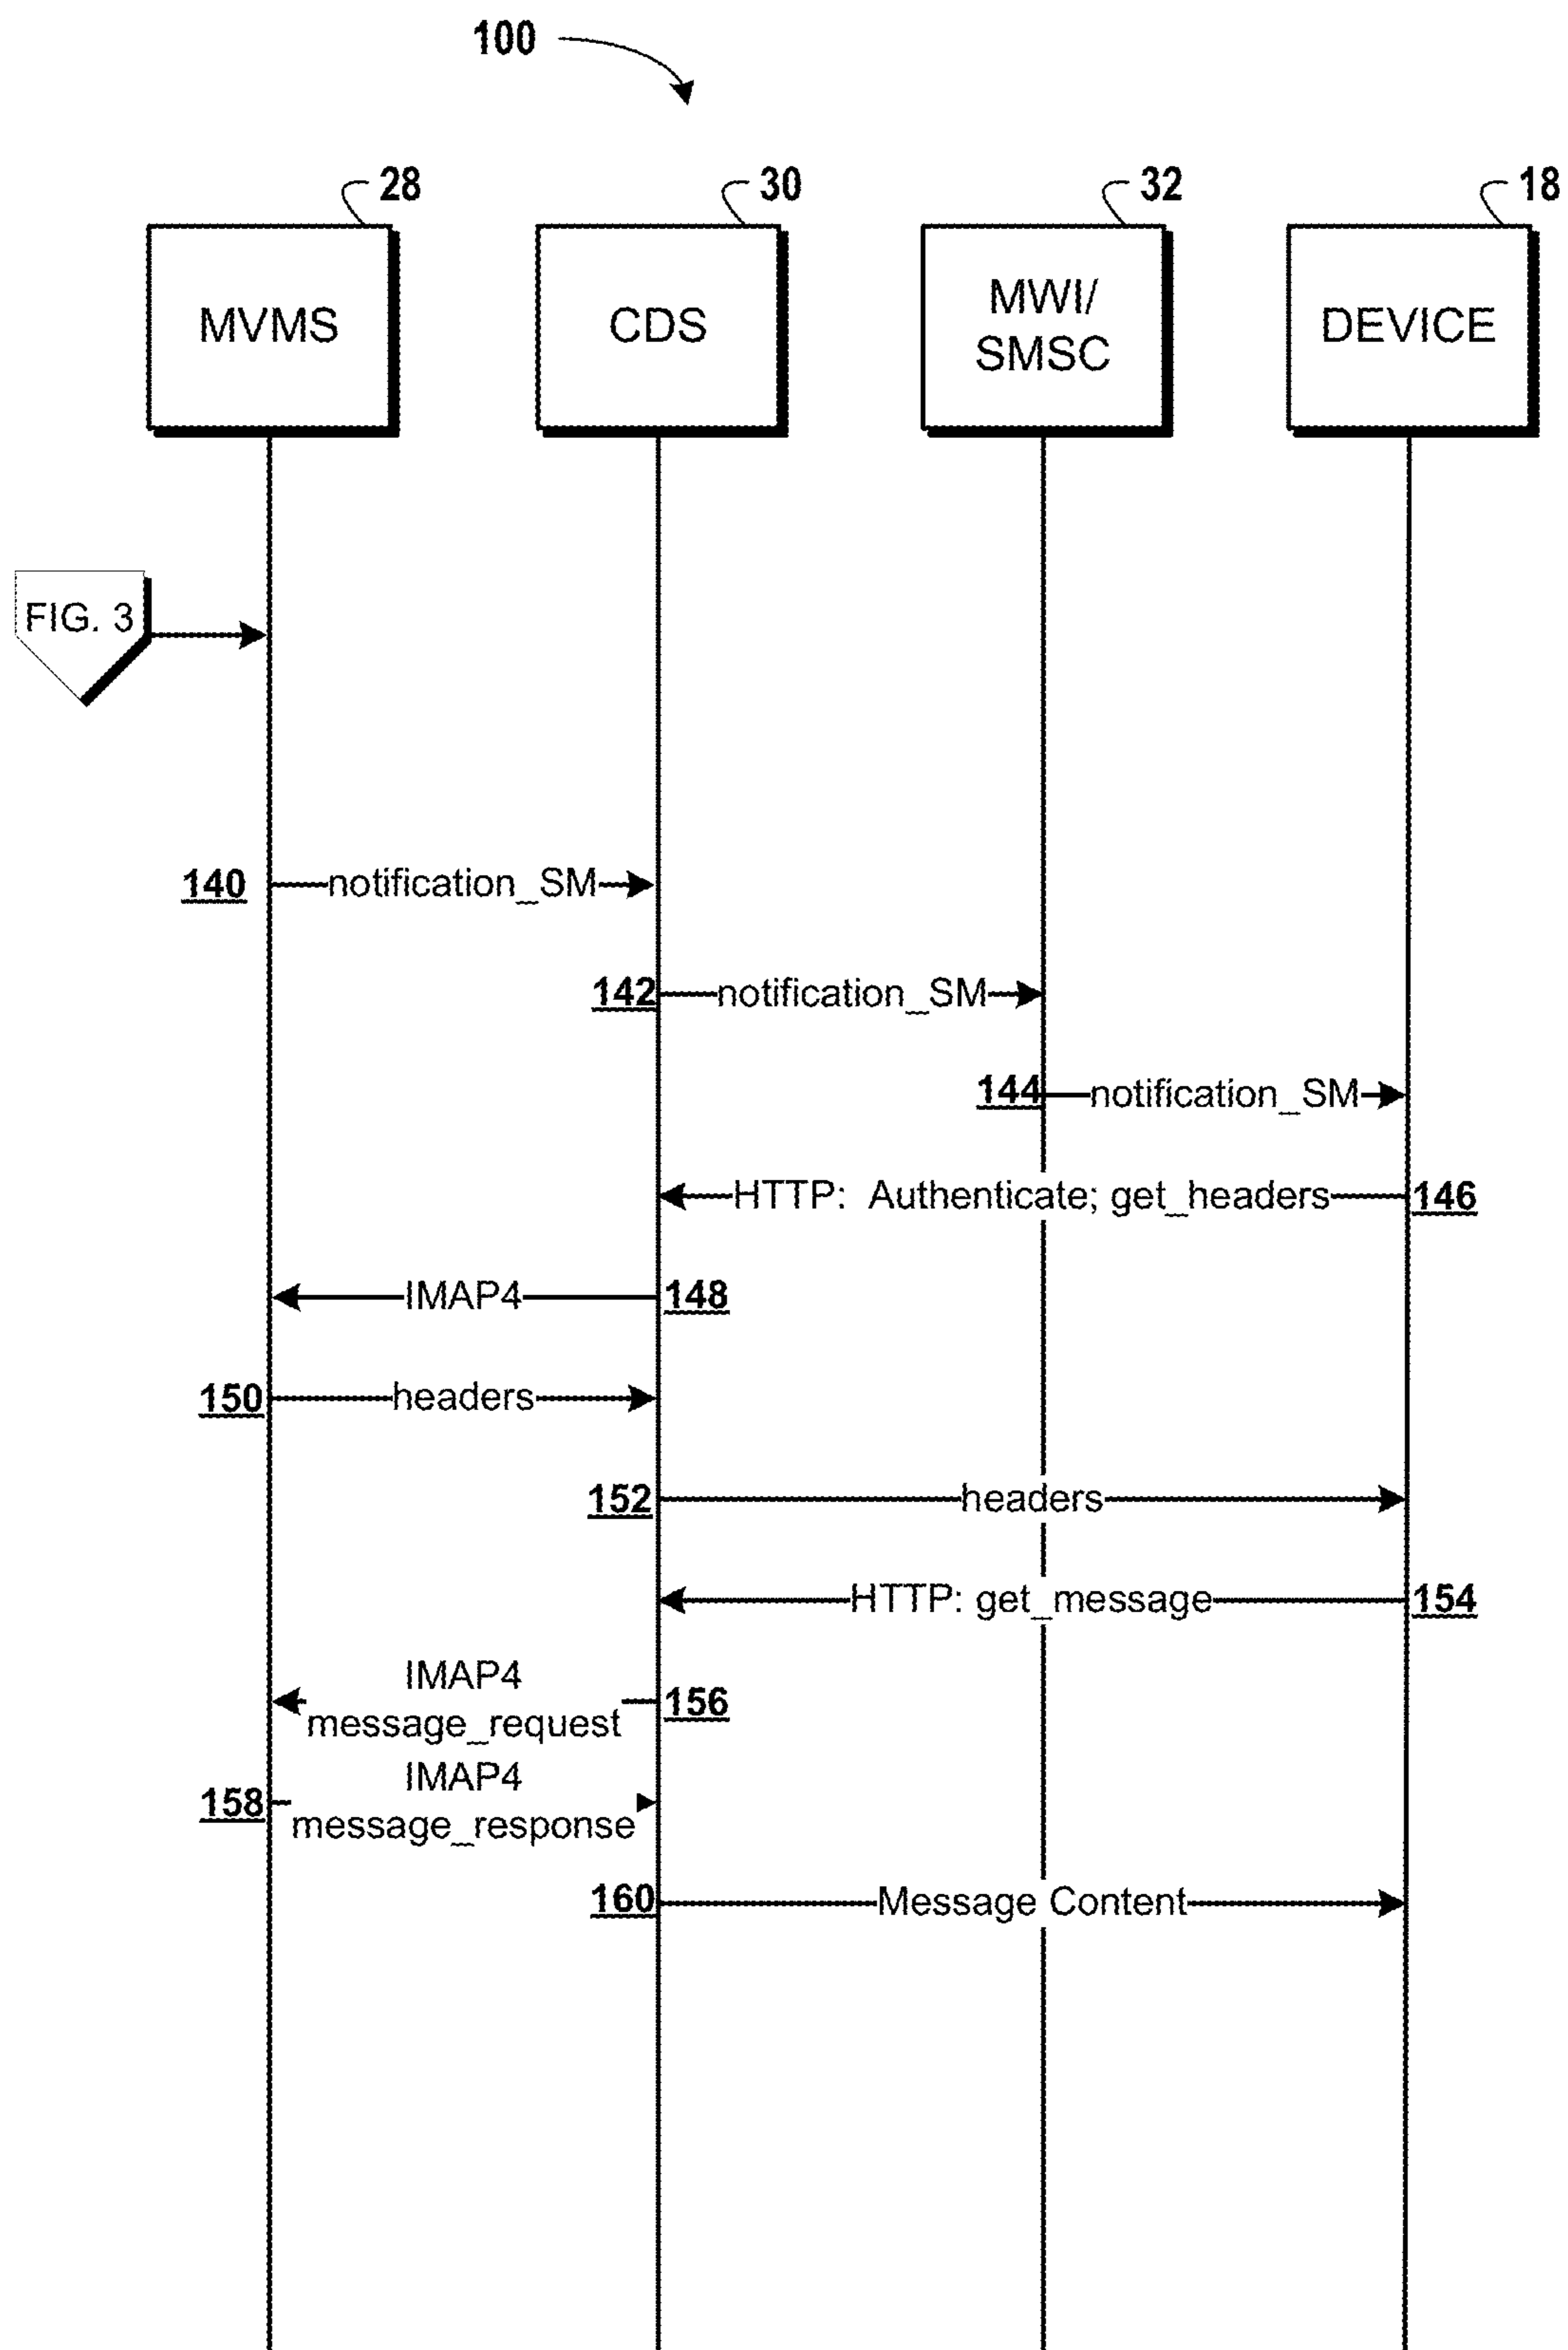 100
28
30
32
18
MVMS
CDS
MWI/
SMSC
DEVICE
FIG. 3
140 notification_SM
142 notification_SM
144 notification_SM
HTTP: Authenticate; get_headers 146
IMAP4 148
150 headers
152 headers
HTTP: get_message 154
IMAP4
message_request 156
IMAP4
158 message_response
160 Message Content